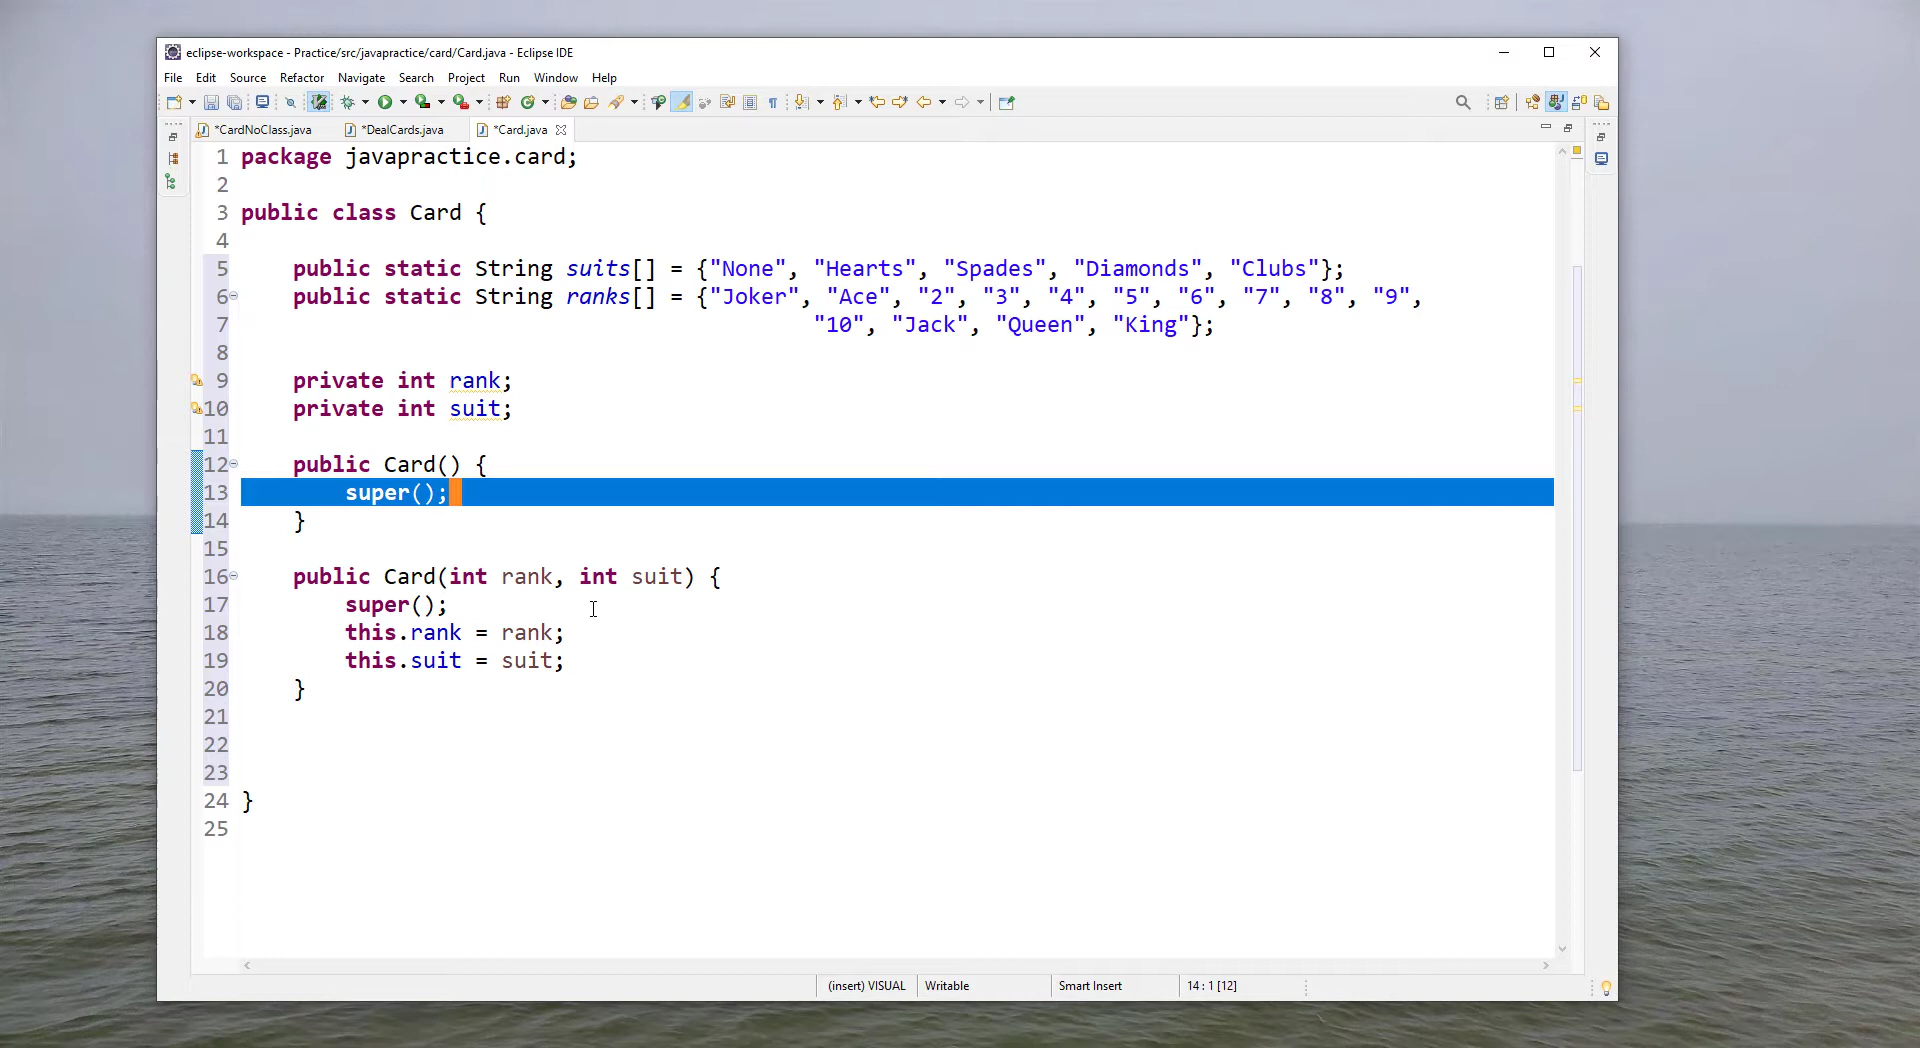 eclipse-workspace - Practice/src/javapractice/card/Card.java - Eclipse IDE
File Edit Source Refactor Navigate Search Project Run Window Help
*CardNoClass.java *DealCards.java *Card.java
1 package javapractice.card;
2
3 public class Card {
4
5 public static String suits[] = {"None", "Hearts", "Spades", "Diamonds", "Clubs"};
6 public static String ranks[] = {"Joker", "Ace", "2", "3", "4", "5", "6", "7", "8", "9",
7 "10", "Jack", "Queen", "King"};
8
9 private int rank;
10 private int suit;
11
12 public Card() {
13 super();
14 }
15
16 public Card(int rank, int suit) {
17 super();
18 this.rank = rank;
19 this.suit = suit;
20 }
21
22
23
24 }
25
(insert) VISUAL Writable Smart Insert 14 : 1 [12]